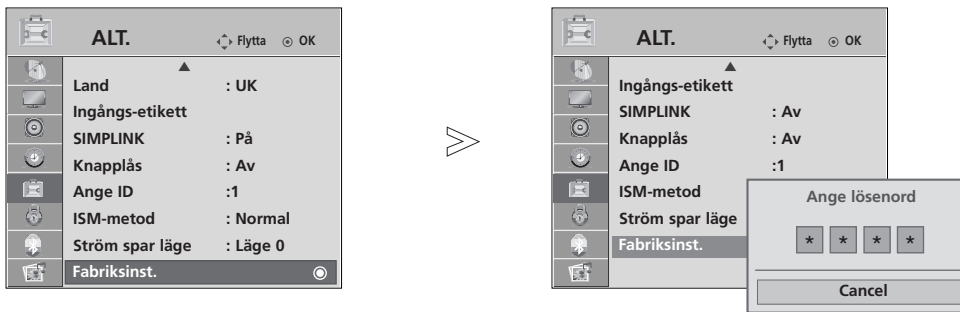 ALT. Flytta OK
Land : UK
Ingångs-etikett
SIMPLINK : På
Knapplås : Av
Ange ID :1
ISM-metod : Normal
Ström spar läge : Läge 0
Fabriksinst.
ALT. Flytta OK
Ingångs-etikett
SIMPLINK : Av
Knapplås : Av
Ange ID :1
ISM-metod
Ström spar läge
Fabriksinst.
Ange lösenord
* * * *
Cancel